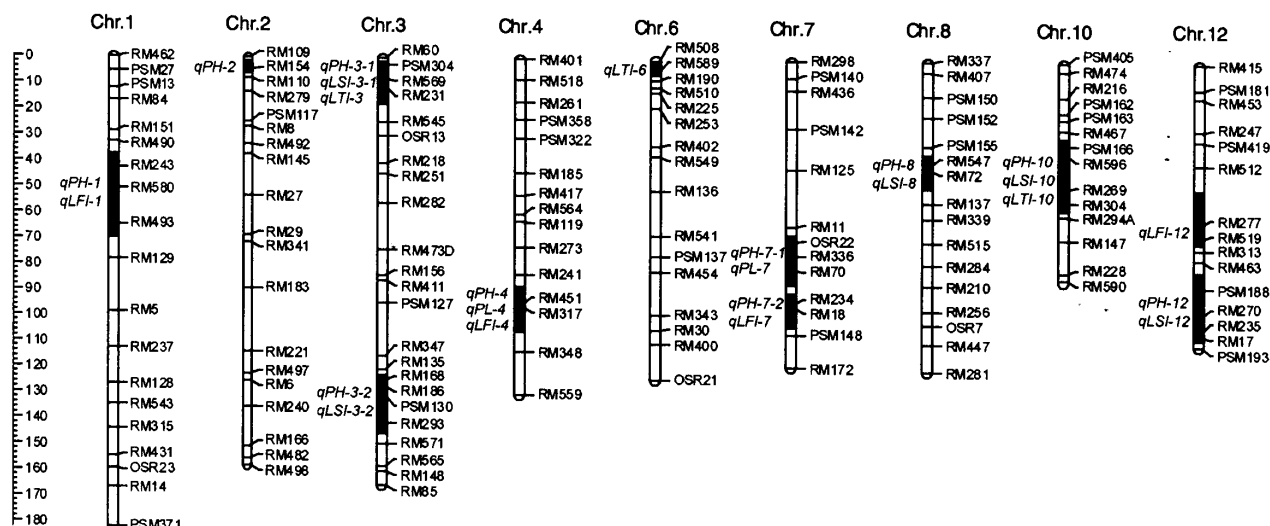 Chr.1
Chr.2
Chr.3
Chr.4
Chr.6
Chr.7
Chr.8
Chr.10
Chr.12
0
10
20
30
40
50
60
70
80
90
100
110
120
130
140
150
160
170
180
RM462
PSM27
PSM13
RM84
RM151
RM490
RM243
RM580
RM493
RM129
RM5
RM237
RM128
RM543
RM315
RM431
OSR23
RM14
PSM371
qPH-1
qLFI-1
RM109
RM154
RM110
RM279
PSM117
RM8
RM492
RM145
RM27
RM29
RM341
RM183
RM221
RM497
RM6
RM240
RM166
RM482
RM498
qPH-2
RM60
PSM304
RM569
RM231
RM545
OSR13
RM218
RM251
RM282
RM473D
RM156
RM411
PSM127
RM347
RM135
RM168
RM186
PSM130
RM293
RM571
RM565
RM148
RM85
qPH-3-1
qLSI-3-1
qLTI-3
qPH-3-2
qLSI-3-2
RM401
RM518
RM261
PSM358
PSM322
RM185
RM417
RM564
RM119
RM273
RM241
RM451
RM317
RM348
RM559
qPH-4
qPL-4
qLFI-4
RM508
RM589
RM190
RM510
RM225
RM253
RM402
RM549
RM136
RM541
PSM137
RM454
RM343
RM30
RM400
OSR21
qLTI-6
RM298
PSM140
RM436
PSM142
RM125
RM11
OSR22
RM336
RM70
RM234
RM18
PSM148
RM172
qPH-7-1
qPL-7
qPH-7-2
qLFI-7
RM337
RM407
PSM150
PSM152
PSM155
RM547
RM72
RM137
RM339
RM515
RM284
RM210
RM256
OSR7
RM447
RM281
qPH-8
qLSI-8
PSM405
RM474
RM216
PSM162
PSM163
RM467
PSM166
RM596
RM269
RM304
RM294A
RM147
RM228
RM590
qPH-10
qLSI-10
qLTI-10
RM415
PSM181
RM453
RM247
PSM419
RM512
RM277
RM519
RM313
RM463
PSM188
RM270
RM235
RM17
PSM193
qLFI-12
qPH-12
qLSI-12